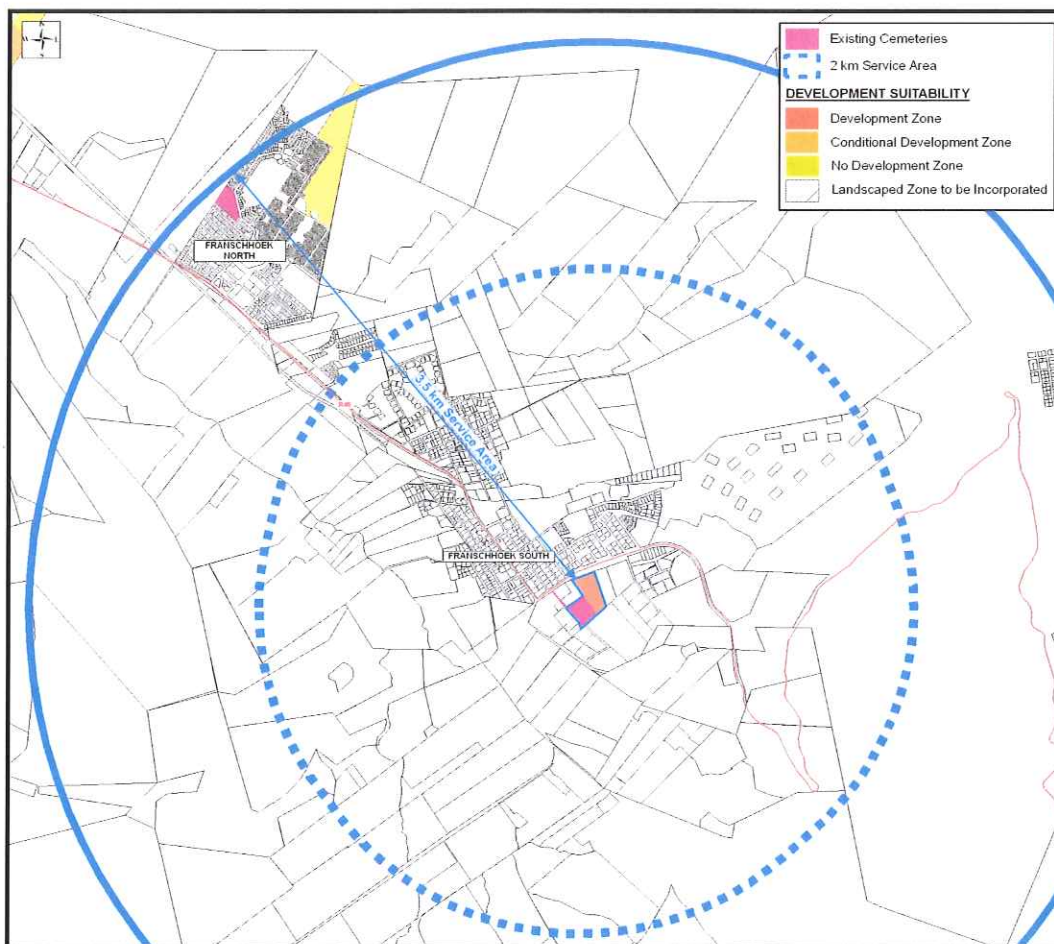 Existing Cemeteries
2 km Service Area
DEVELOPMENT SUITABILITY
Development Zone
Conditional Development Zone
No Development Zone
Landscaped Zone to be Incorporated
FRANSCHHOEK
NORTH
3.5 km Service Area
FRANSCHHOEK SOUTH